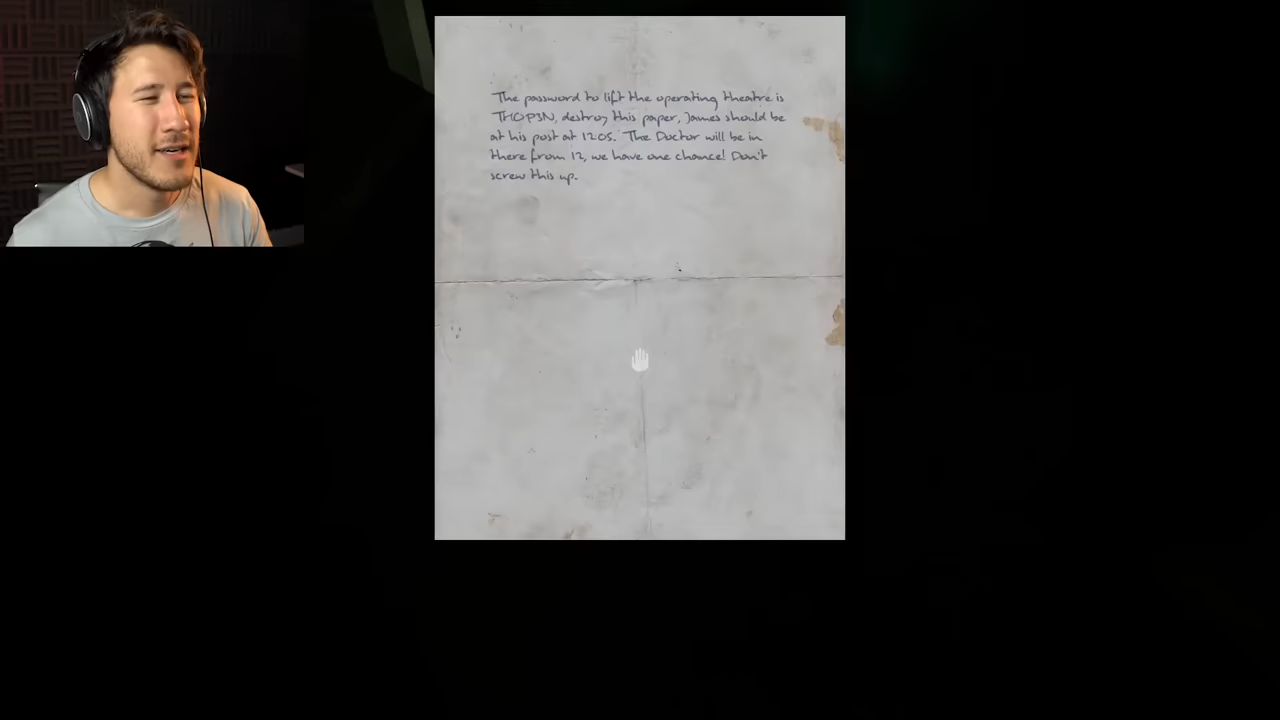 The password to lift the operating theatre is
THOP3N, destroy this paper, James should be
at his post at 12:05. The Doctor will be in
there from 12, we have one chance! Don't
screw this up.